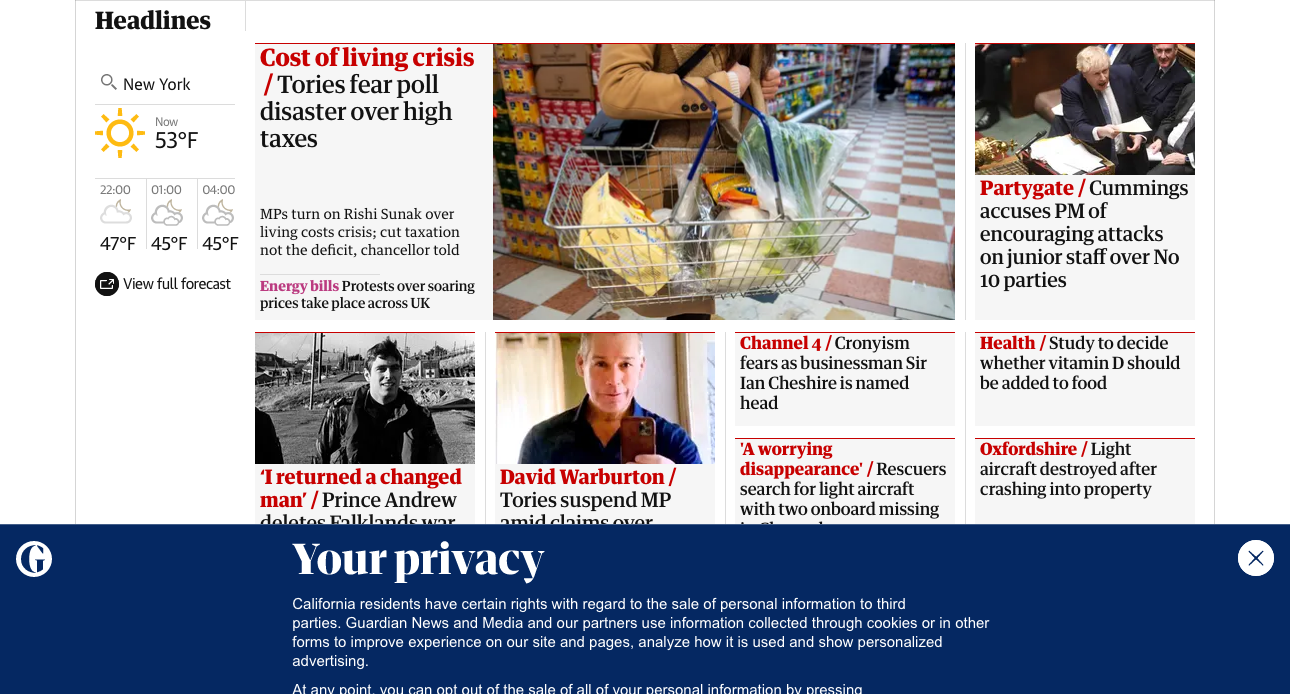 Headlines
New York
Now
53°F
22:00
01:00
04:00
47°F
45°F
45°F
View full forecast
Cost of living crisis
/ Tories fear poll
disaster over high
taxes
MPs turn on Rishi Sunak over
living costs crisis; cut taxation
not the deficit, chancellor told
Energy bills Protests over soaring
prices take place across UK
Partygate / Cummings
accuses PM of
encouraging attacks
on junior staff over No
10 parties
‘I returned a changed
man’ / Prince Andrew
deletes Falklands war
David Warburton /
Tories suspend MP
amid claims over
Channel 4 / Cronyism
fears as businessman Sir
Ian Cheshire is named
head
'A worrying
disappearance' / Rescuers
search for light aircraft
with two onboard missing
Health / Study to decide
whether vitamin D should
be added to food
Oxfordshire / Light
aircraft destroyed after
crashing into property
Your privacy
California residents have certain rights with regard to the sale of personal information to third
parties. Guardian News and Media and our partners use information collected through cookies or in other
forms to improve experience on our site and pages, analyze how it is used and show personalized
advertising.
At any point, you can opt out of the sale of all of your personal information by pressing